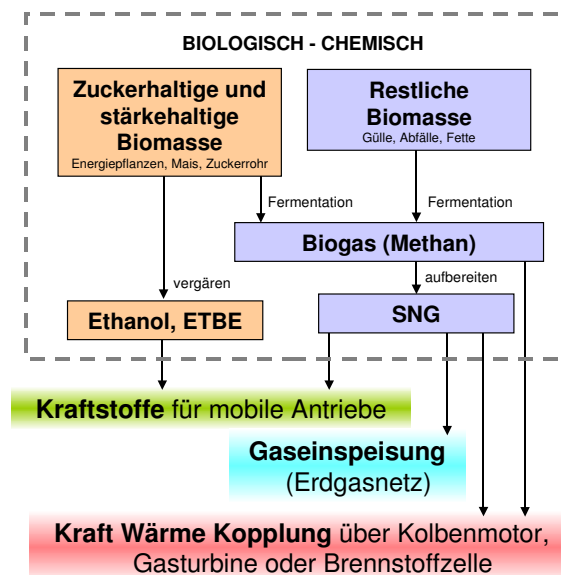 BIOLOGISCH - CHEMISCH
Zuckerhaltige und
stärkehaltige
Biomasse
Energiepflanzen, Mais, Zuckerrohr
Restliche
Biomasse
Gülle, Abfälle, Fette
Fermentation
Fermentation
Biogas (Methan)
vergären
aufbereiten
Ethanol, ETBE
SNG
Kraftstoffe für mobile Antriebe
Gaseinspeisung
(Erdgasnetz)
Kraft Wärme Kopplung über Kolbenmotor,
Gasturbine oder Brennstoffzelle